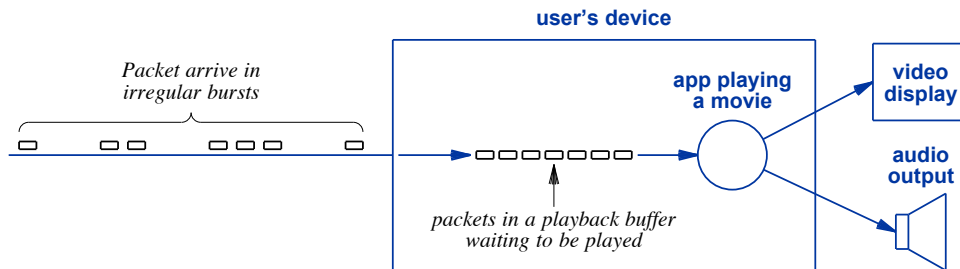 user's device
Packet arrive in
irregular bursts
app playing
a movie
video
display
audio
output
packets in a playback buffer
waiting to be played